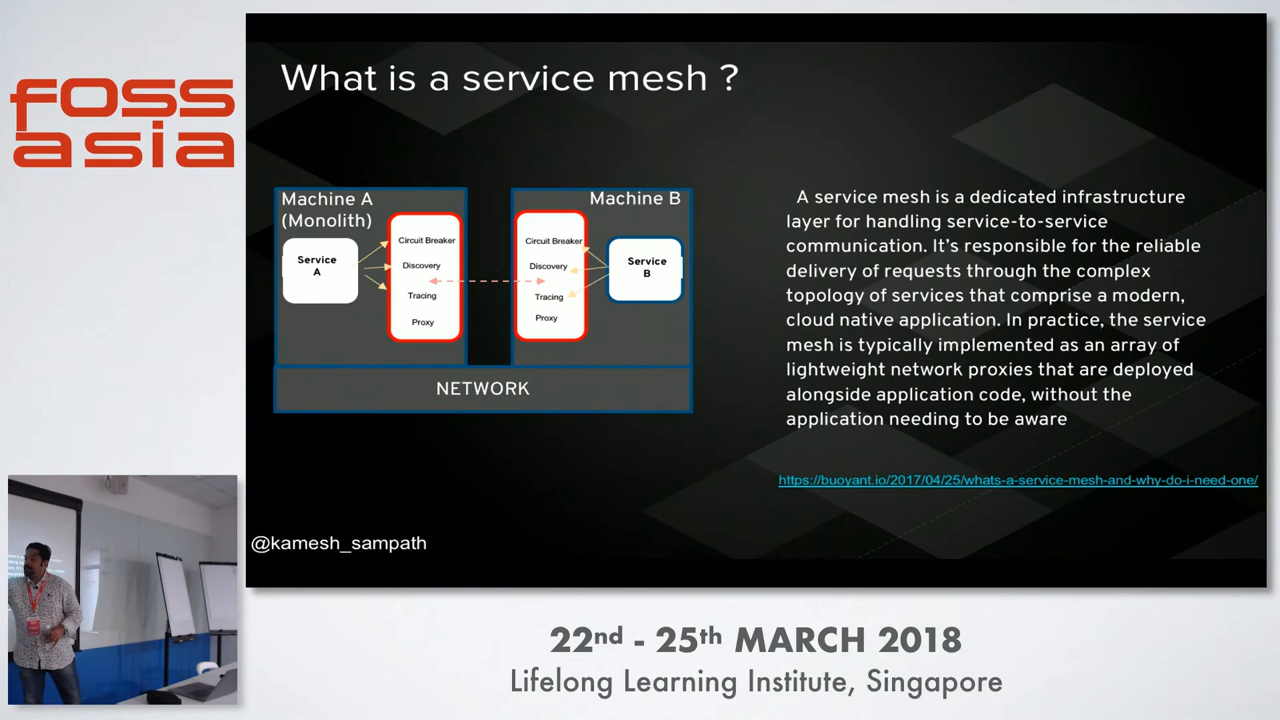 foss
asia
What is a service mesh ?
Machine A
(Monolith)
Service
A
Circuit Breaker
Discovery
Tracing
Proxy
Machine B
Circuit Breaker
Discovery
Tracing
Proxy
Service
B
NETWORK
A service mesh is a dedicated infrastructure
layer for handling service-to-service
communication. It’s responsible for the reliable
delivery of requests through the complex
topology of services that comprise a modern,
cloud native application. In practice, the service
mesh is typically implemented as an array of
lightweight network proxies that are deployed
alongside application code, without the
application needing to be aware
https://buoyant.io/2017/04/25/whats-a-service-mesh-and-why-do-i-need-one/
@kamesh_sampath
22nd - 25th MARCH 2018
Lifelong Learning Institute, Singapore